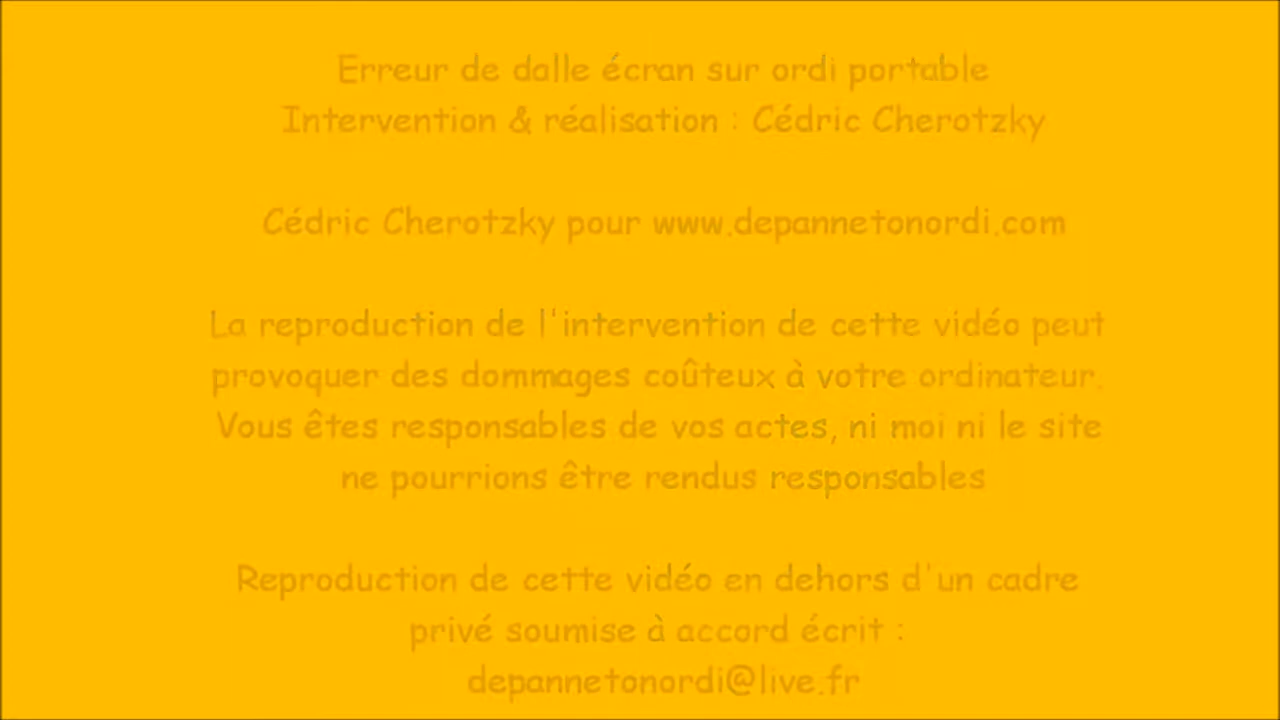 Erreur de dalle écran sur ordi portable
Intervention & réalisation : Cédric Cherotzky
Cédric Cherotzky pour www.depannetonordi.com
La reproduction de l'intervention de cette vidéo peut
provoquer des dommages coûteux à votre ordinateur.
Vous êtes responsables de vos actes, ni moi ni le site
ne pourrions être rendus responsables
Reproduction de cette vidéo en dehors d'un cadre
privé soumise à accord écrit :
depannetonordi@live.fr